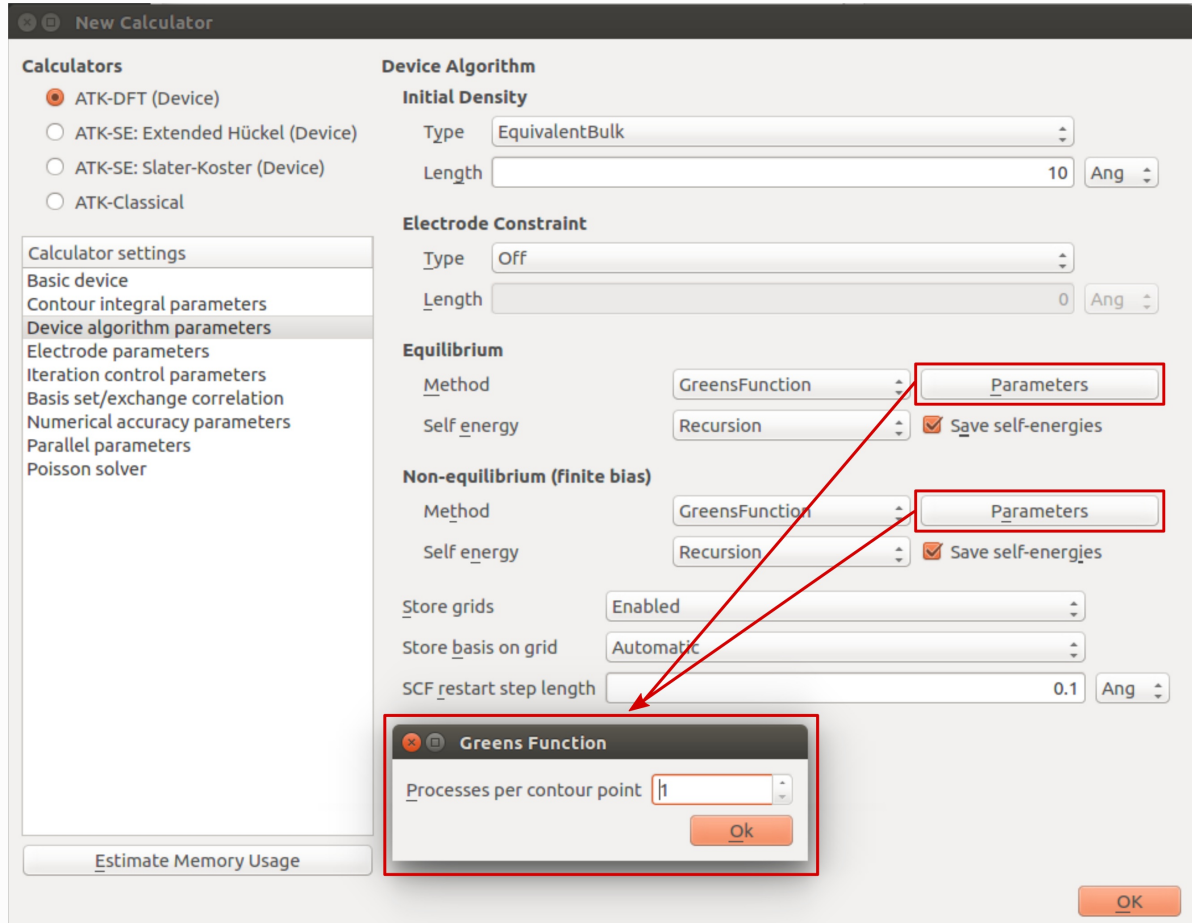 New Calculator
Calculators
ATK-DFT (Device)
ATK-SE: Extended Hückel (Device)
ATK-SE: Slater-Koster (Device)
ATK-Classical
Calculator settings
Basic device
Contour integral parameters
Device algorithm parameters
Electrode parameters
Iteration control parameters
Basis set/exchange correlation
Numerical accuracy parameters
Parallel parameters
Poisson solver
Estimate Memory Usage
Device Algorithm
Initial Density
Type EquivalentBulk
Length 10 Ang
Electrode Constraint
Type Off
Length 0 Ang
Equilibrium
Method GreensFunction Parameters
Self energy Recursion Save self-energies
Non-equilibrium (finite bias)
Method GreensFunction Parameters
Self energy Recursion Save self-energies
Store grids Enabled
Store basis on grid Automatic
SCF restart step length 0.1 Ang
Greens Function
Processes per contour point 1
Ok
OK